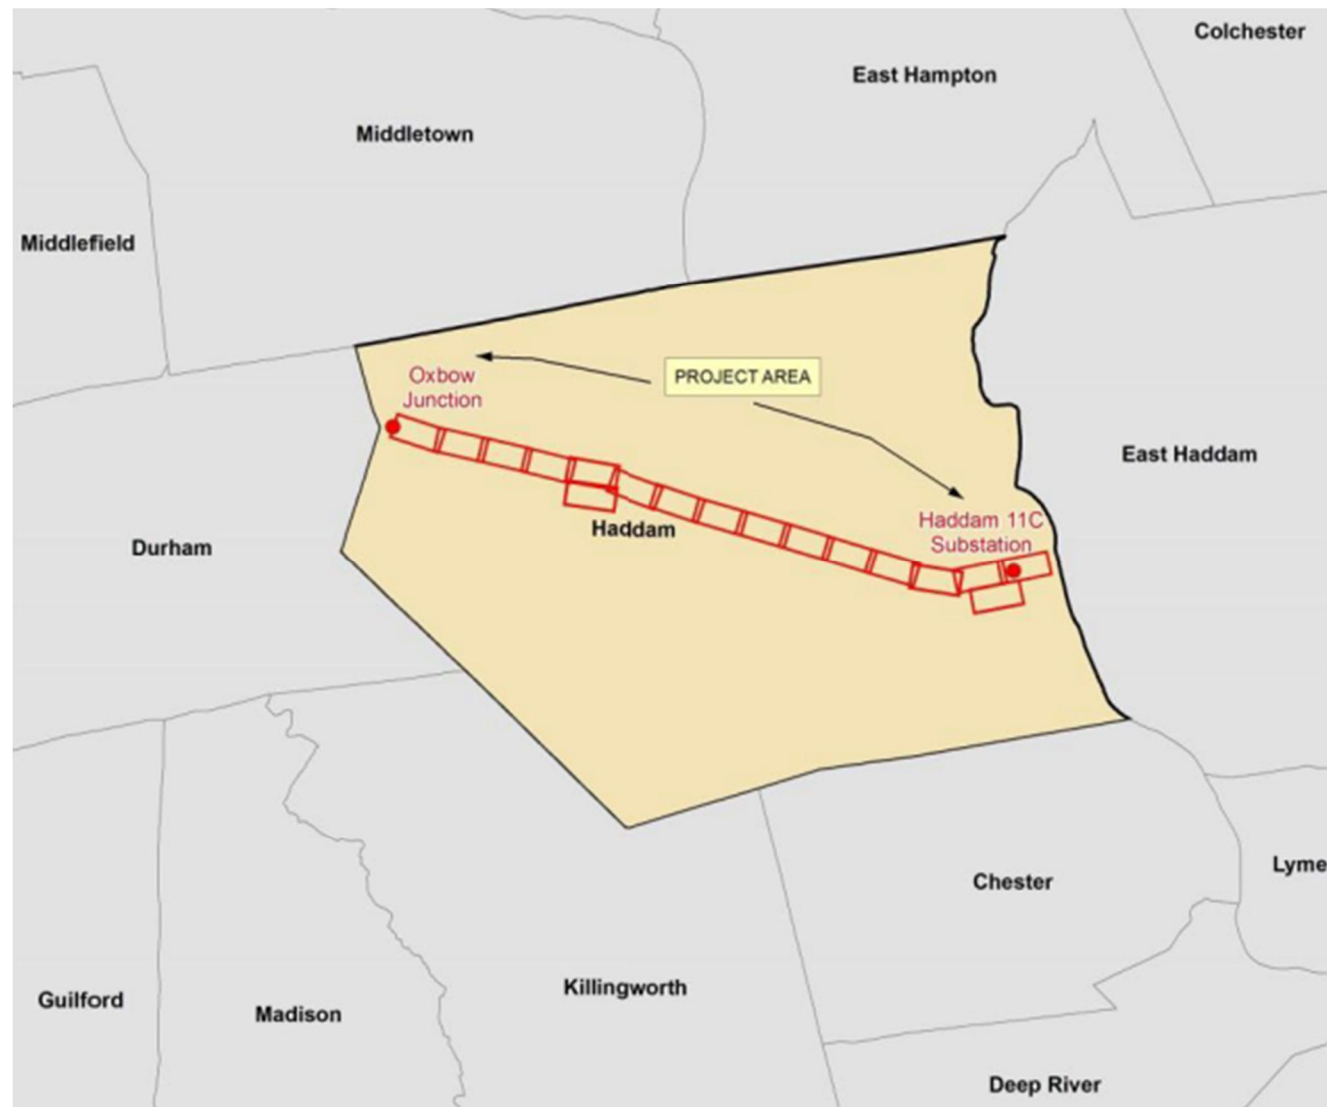 Colchester
East Hampton
Middletown
Middlefield
PROJECT AREA
Oxbow
Junction
East Haddam
Haddam 11C
Substation
Haddam
Durham
Lyme
Chester
Killingworth
Guilford
Madison
Deep River